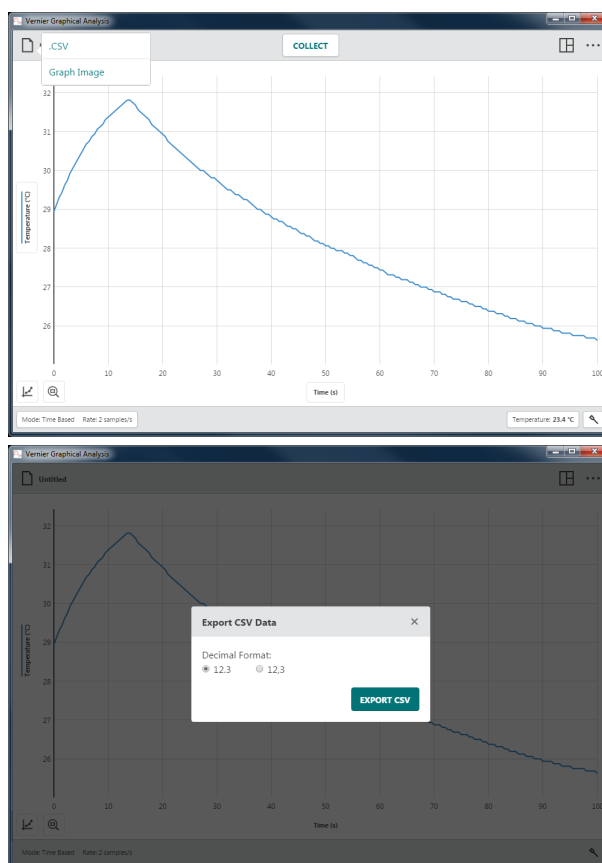 Vernier Graphical Analysis
.CSV
COLLECT
Graph Image
32
31
30
29
28
27
26
Temperature (°C)
0 10 20 30 40 50 60 70 80 90 100
Time (s)
Mode: Time Based Rate: 2 samples/s Temperature: 23.4 °C
Vernier Graphical Analysis
Untitled
32
31
30
29
28
27
26
Temperature (°C)
Export CSV Data
Decimal Format:
12.3 12,3
EXPORT CSV
0 10 20 30 40 50 60 70 80 90 100
Time (s)
Mode: Time Based Rate: 2 samples/s